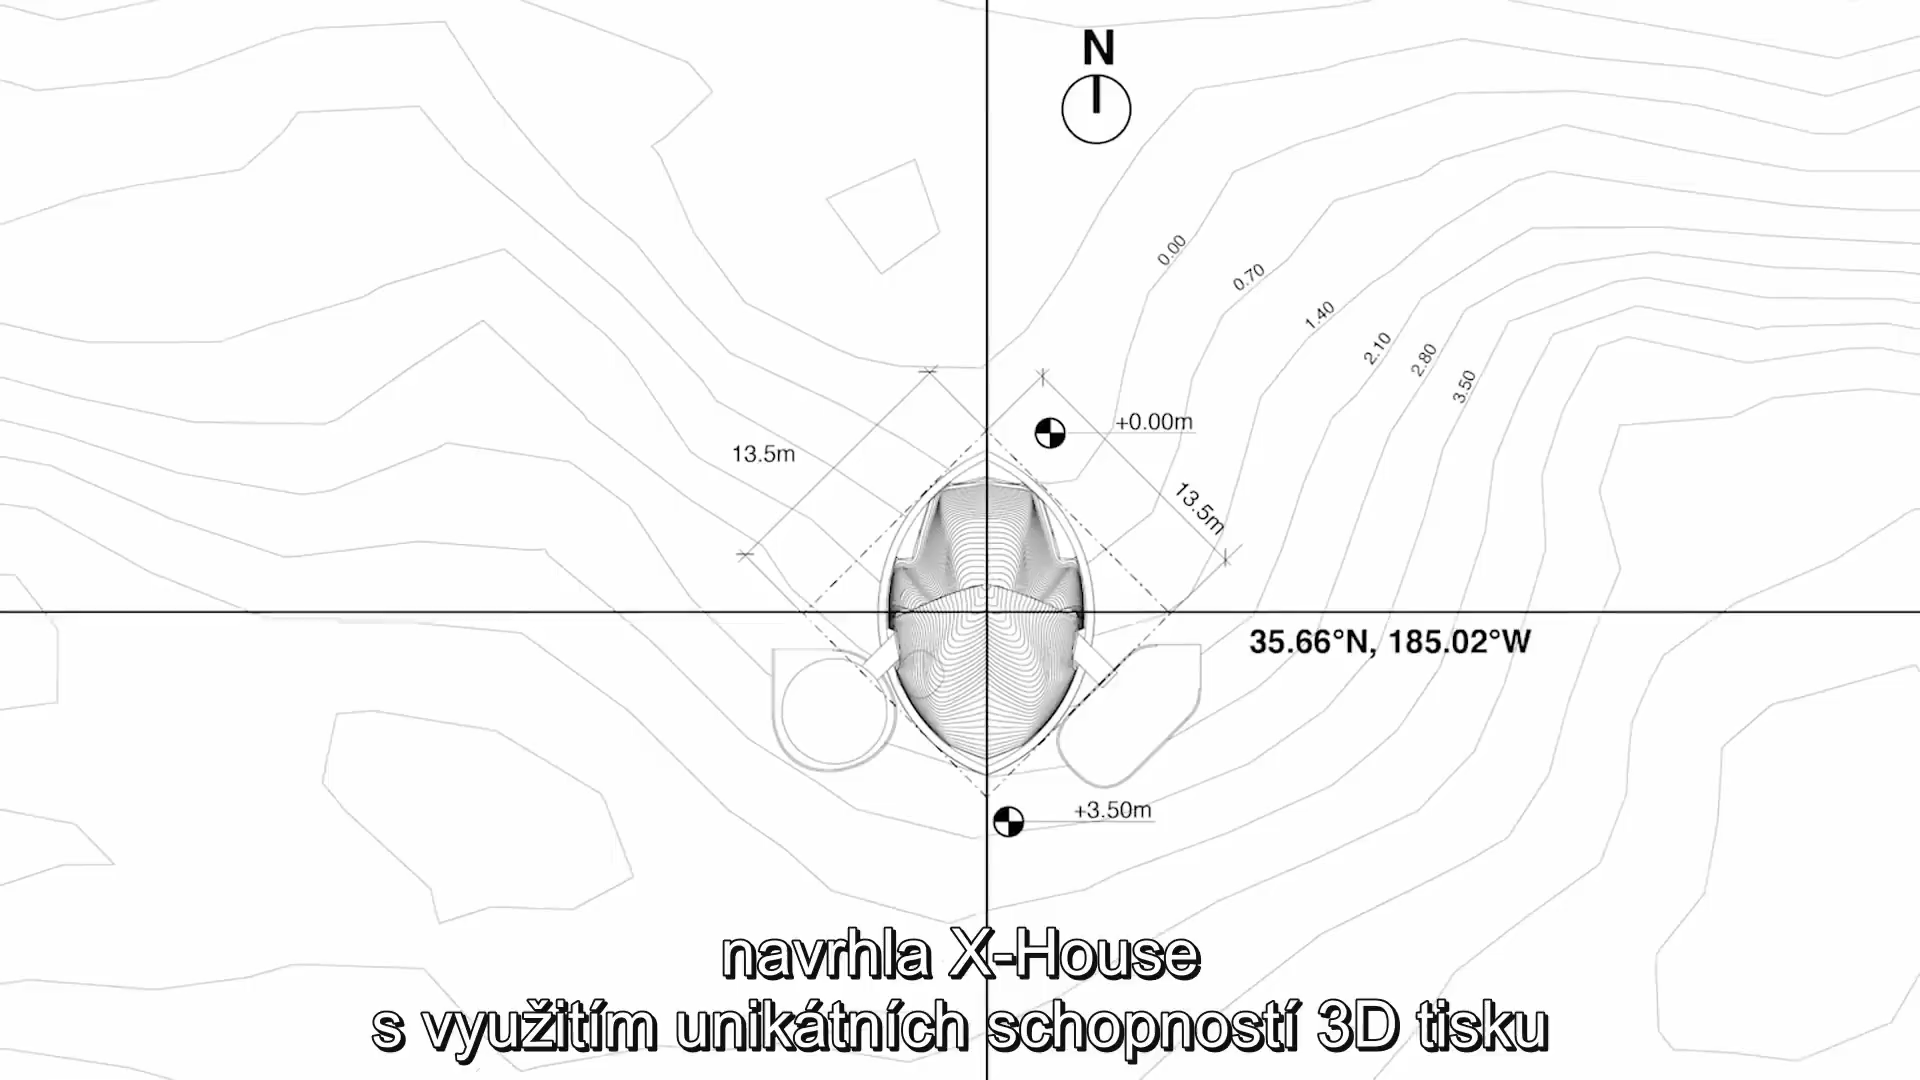 N
0.00
0.70
1.40
2.10
2.80
3.50
+0.00m
13.5m
13.5m
35.66°N, 185.02°W
+3.50m
navrhla X-House
s využitím unikátních schopností 3D tisku